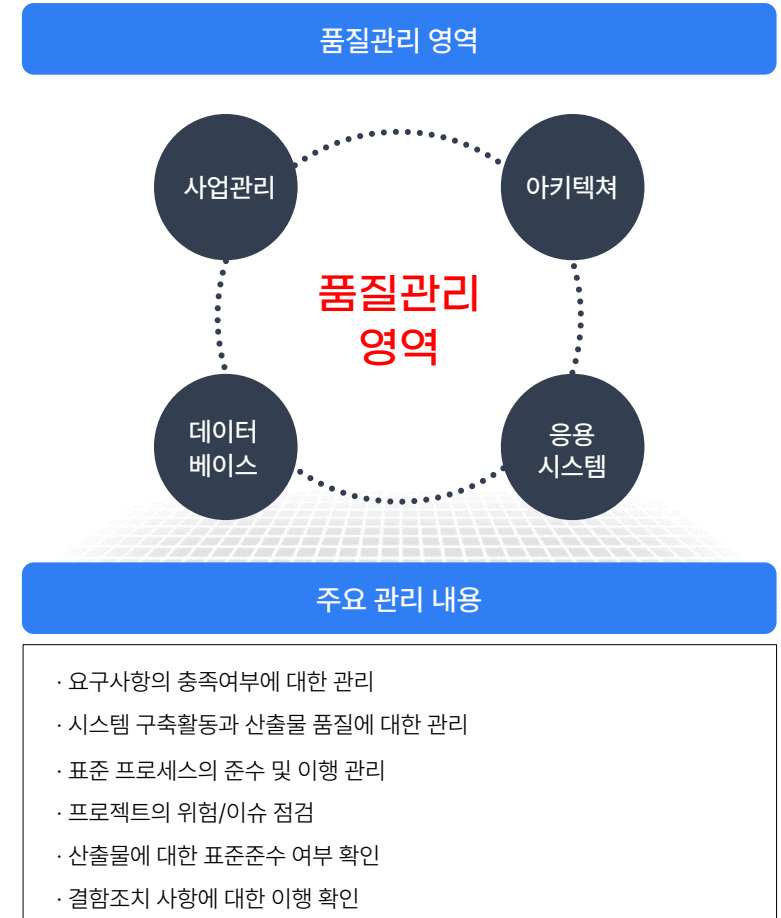 품질관리 영역
사업관리
아키텍쳐
품질관리
영역
데이터
베이스
응용
시스템
주요 관리 내용
· 요구사항의 충족여부에 대한 관리
· 시스템 구축활동과 산출물 품질에 대한 관리
· 표준 프로세스의 준수 및 이행 관리
· 프로젝트의 위험/이슈 점검
· 산출물에 대한 표준준수 여부 확인
· 결함조치 사항에 대한 이행 확인